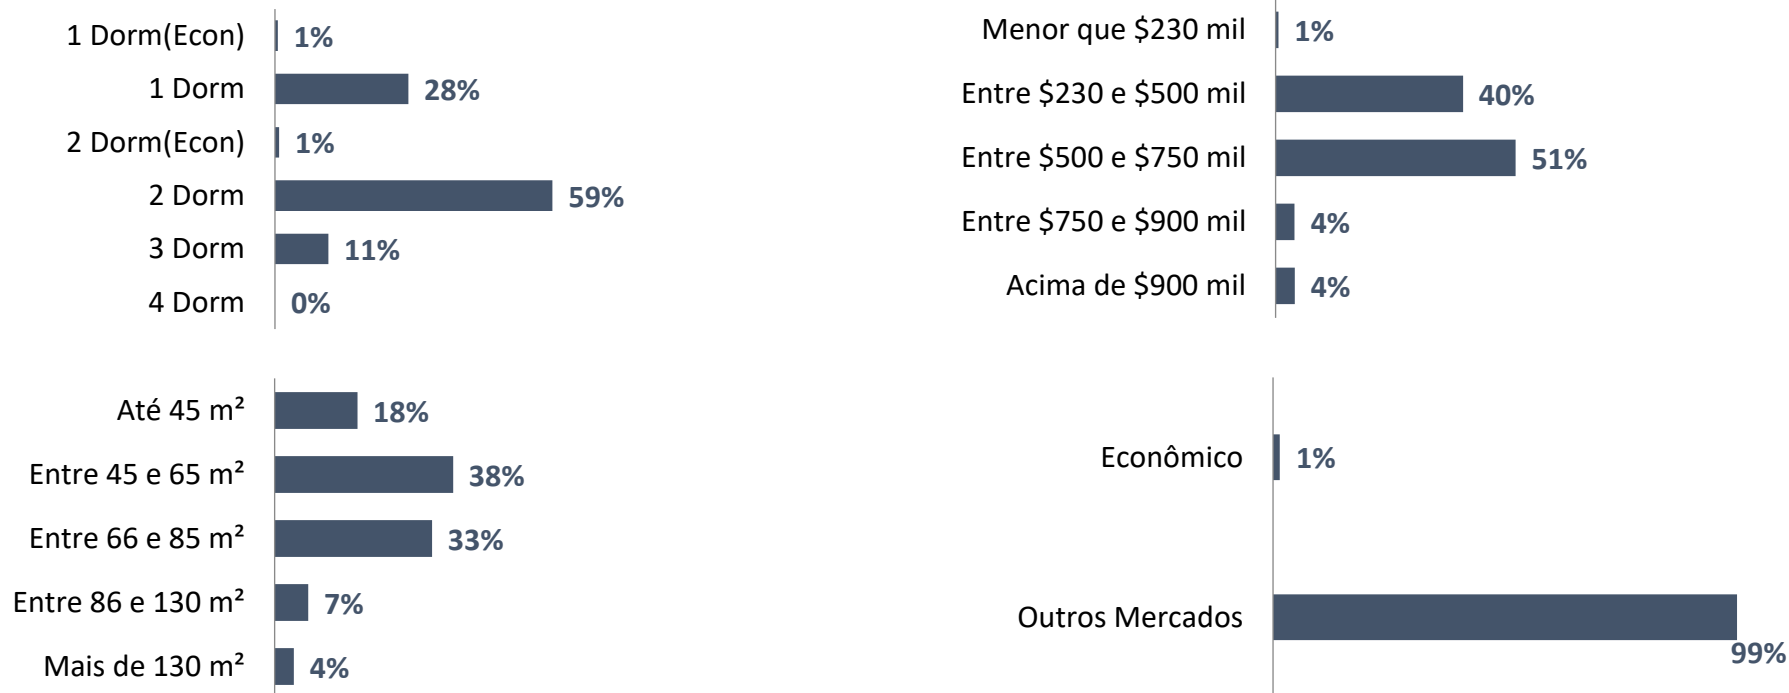 1 Dorm(Econ) 1%
1 Dorm 28%
2 Dorm(Econ) 1%
2 Dorm 59%
3 Dorm 11%
4 Dorm 0%
Menor que $230 mil 1%
Entre $230 e $500 mil 40%
Entre $500 e $750 mil 51%
Entre $750 e $900 mil 4%
Acima de $900 mil 4%
Até 45 m² 18%
Entre 45 e 65 m² 38%
Entre 66 e 85 m² 33%
Entre 86 e 130 m² 7%
Mais de 130 m² 4%
Econômico 1%
Outros Mercados 99%